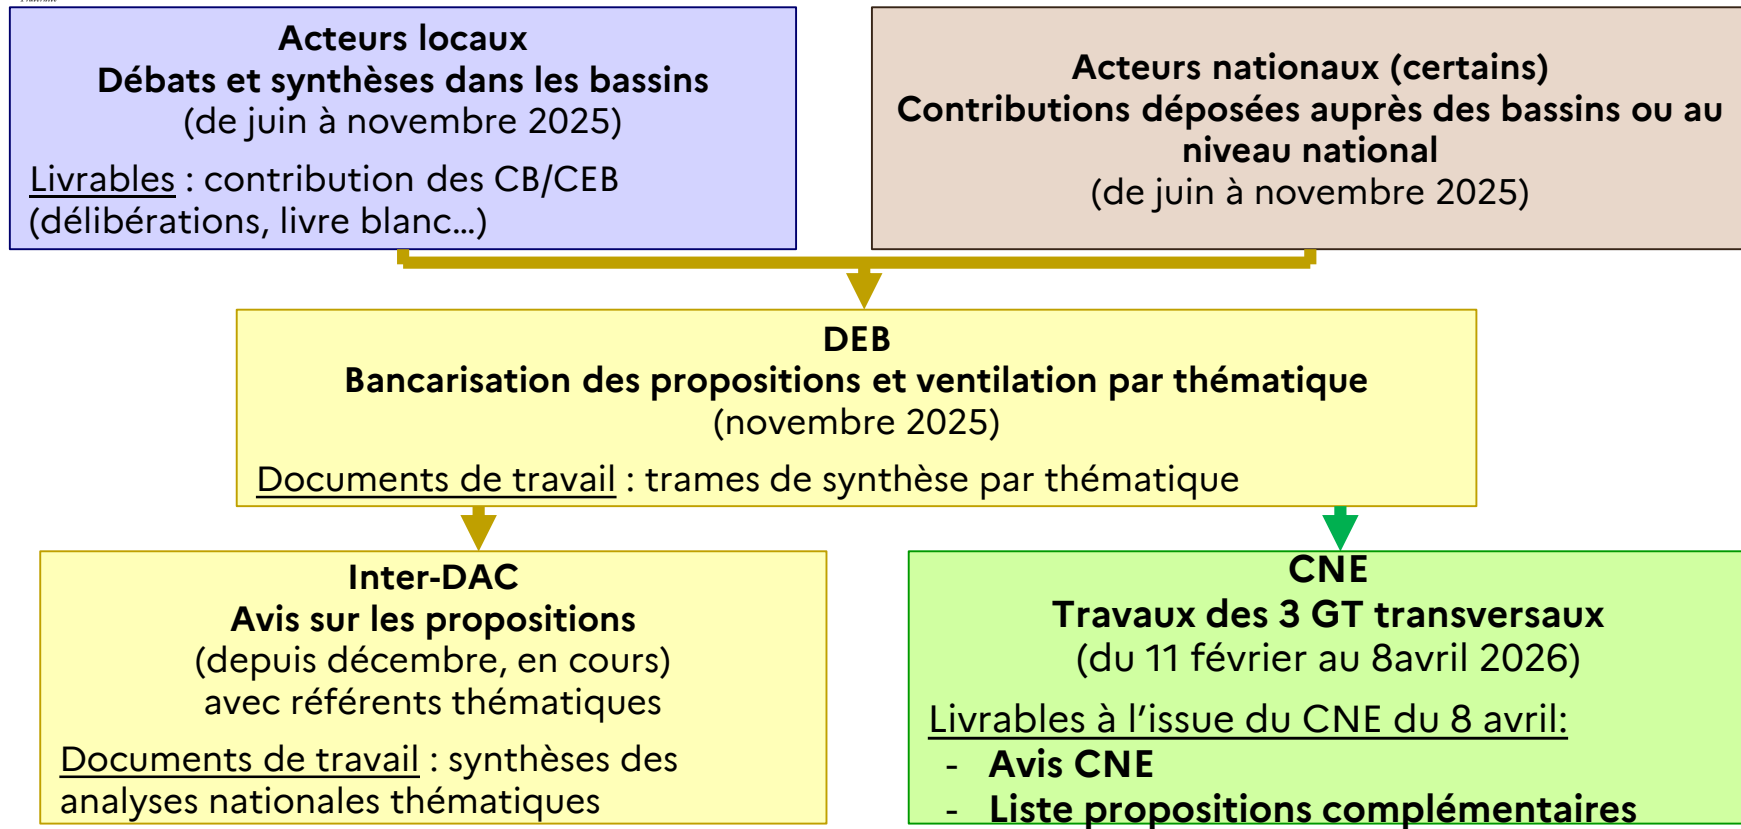 Acteurs locaux
Débats et synthèses dans les bassins
(de juin à novembre 2025)
Livrables : contribution des CB/CEB
(délibérations, livre blanc…)
Acteurs nationaux (certains)
Contributions déposées auprès des bassins ou au
niveau national
(de juin à novembre 2025)
DEB
Bancarisation des propositions et ventilation par thématique
(novembre 2025)
Documents de travail : trames de synthèse par thématique
Inter-DAC
Avis sur les propositions
(depuis décembre, en cours)
avec référents thématiques
Documents de travail : synthèses des
analyses nationales thématiques
CNE
Travaux des 3 GT transversaux
(du 11 février au 8avril 2026)
Livrables à l’issue du CNE du 8 avril:
- Avis CNE
- Liste propositions complémentaires